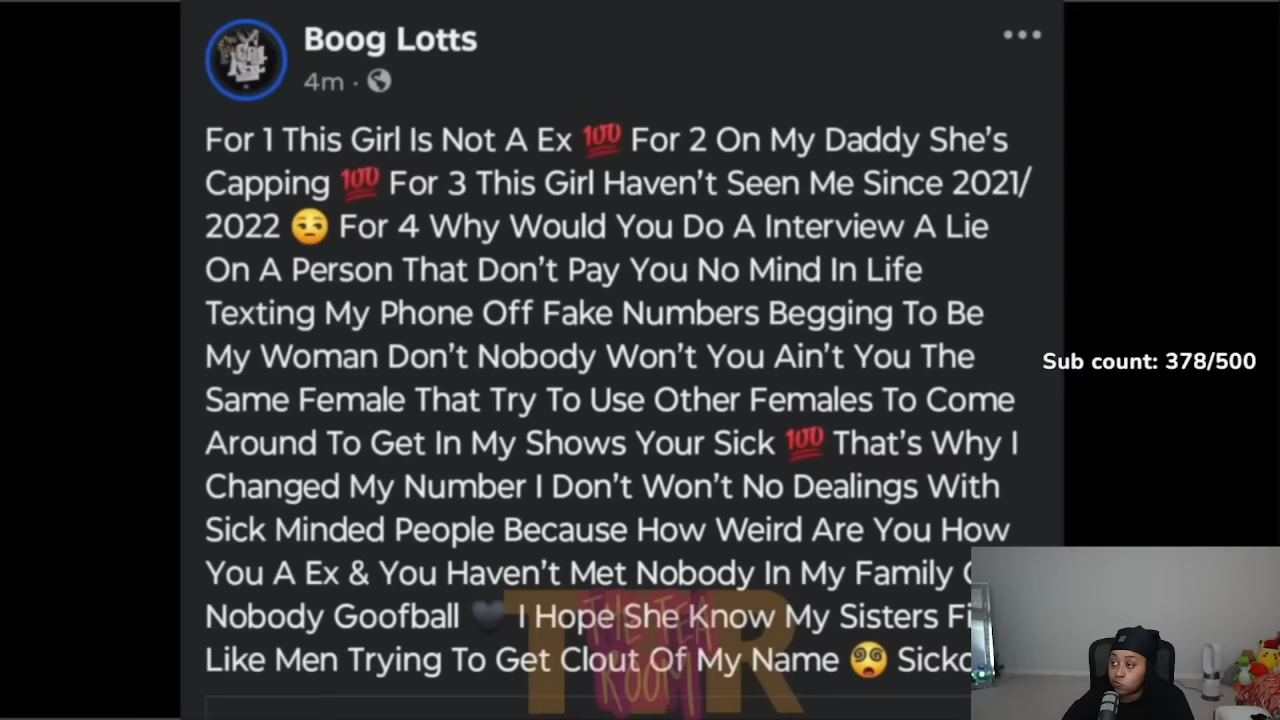 Boog Lotts
4m ·
For 1 This Girl Is Not A Ex 💯 For 2 On My Daddy She's
Capping 💯 For 3 This Girl Haven't Seen Me Since 2021/
2022 😒 For 4 Why Would You Do A Interview A Lie
On A Person That Don't Pay You No Mind In Life
Texting My Phone Off Fake Numbers Begging To Be
My Woman Don't Nobody Won't You Ain't You The
Same Female That Try To Use Other Females To Come
Around To Get In My Shows Your Sick 💯 That's Why I
Changed My Number I Don't Won't No Dealings With
Sick Minded People Because How Weird Are You How
You A Ex & You Haven't Met Nobody In My Family
Nobody Goofball 🖤 I Hope She Know My Sisters
Like Men Trying To Get Clout Of My Name 😵‍💫
Sub count: 378/500
THE TEA
ROOM